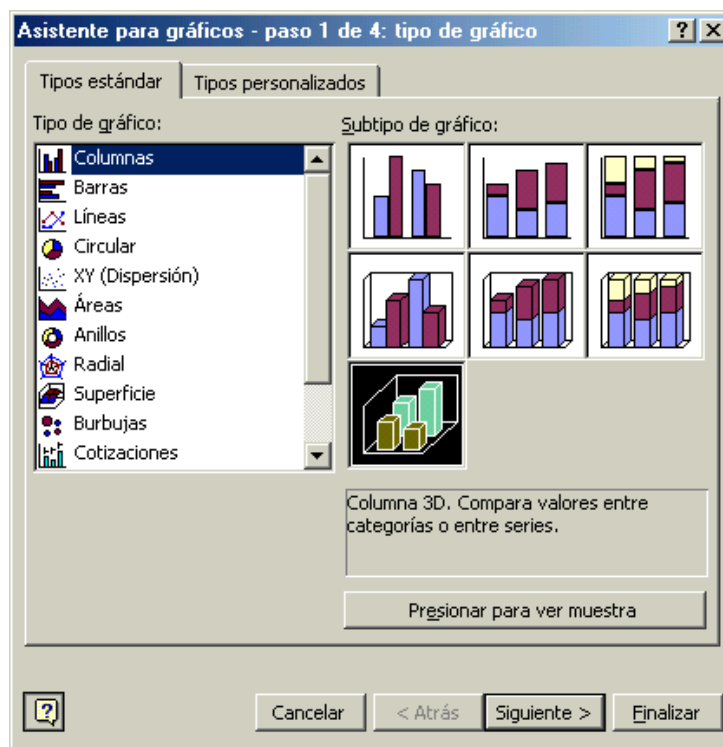 Asistente para gráficos - paso 1 de 4: tipo de gráfico
Tipos estándar
Tipos personalizados
Tipo de gráfico:
Columnas
Barras
Líneas
Circular
XY (Dispersión)
Áreas
Anillos
Radial
Superficie
Burbujas
Cotizaciones
Subtipo de gráfico:
Columna 3D. Compara valores entre
categorías o entre series.
Presionar para ver muestra
Cancelar
< Atrás
Siguiente >
Finalizar